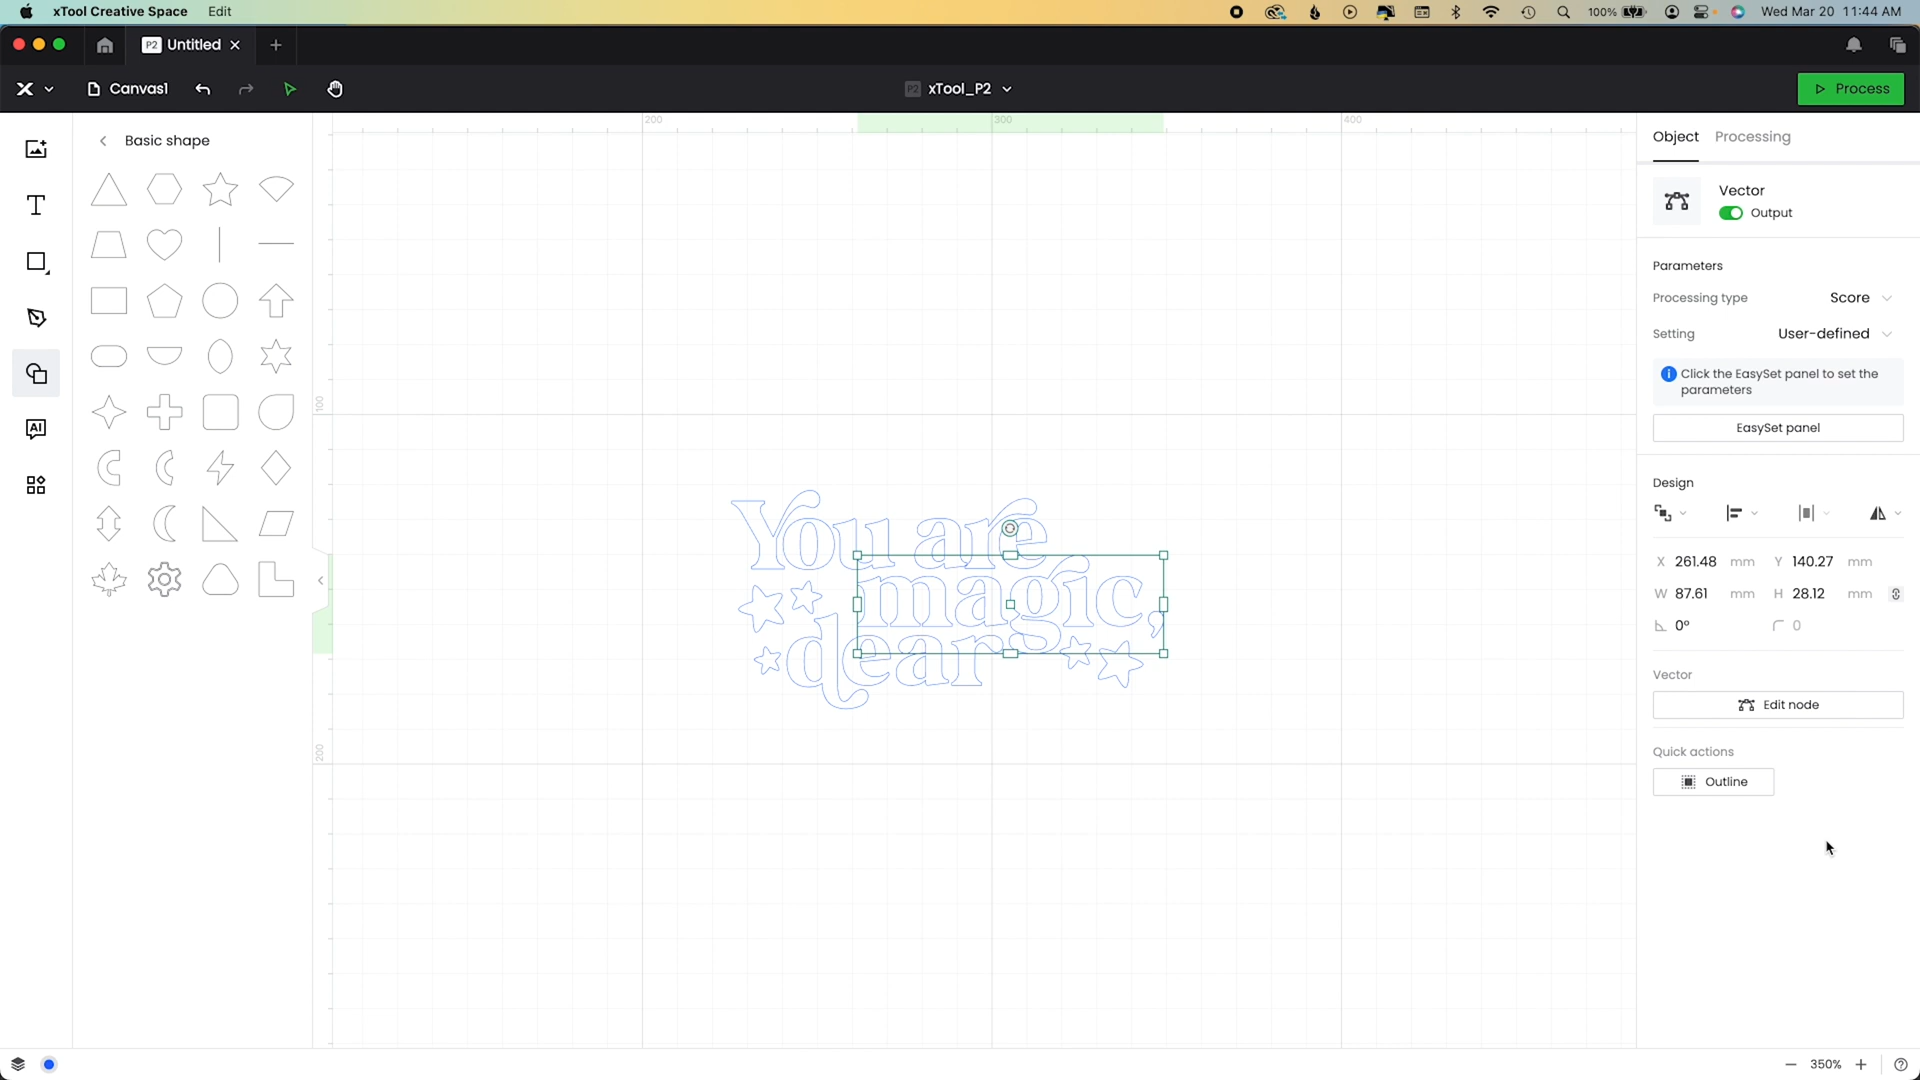 xTool Creative Space Edit 100% Wed Mar 20 11:44 AM
P2 Untitled
Canvas1 P2 xTool_P2 Process
Basic shape
200 300 400
100
200
AI
You are
magic,
dear
Object Processing
Vector
Output
Parameters
Processing type Score
Setting User-defined
Click the EasySet panel to set the
parameters
EasySet panel
Design
X 261.48 mm Y 140.27 mm
W 87.61 mm H 28.12 mm
0° 0
Vector
Edit node
Quick actions
Outline
350%